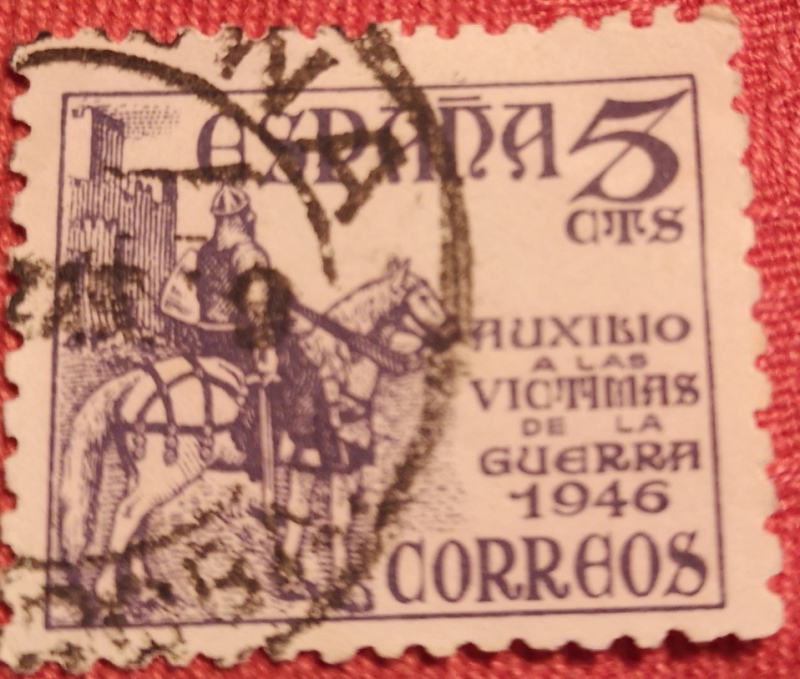 ESPAÑA 5
CTS
AUXILIO
A LAS
VICTIMAS
DE LA
GUERRA
1946
CORREOS